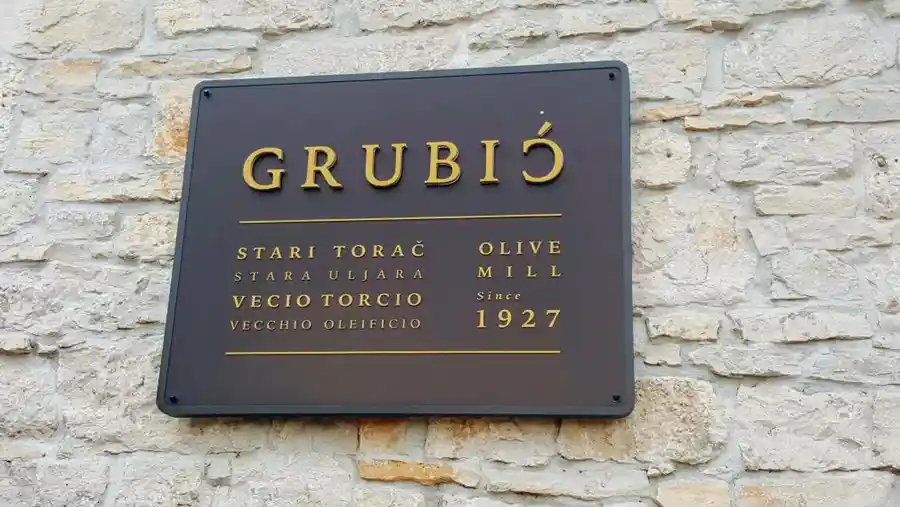 GRUBIĆ
STARI TORAČ
STARA ULJARA
VECIO TORCIO
VECCHIO OLEIFICIO
OLIVE
MILL
Since
1927